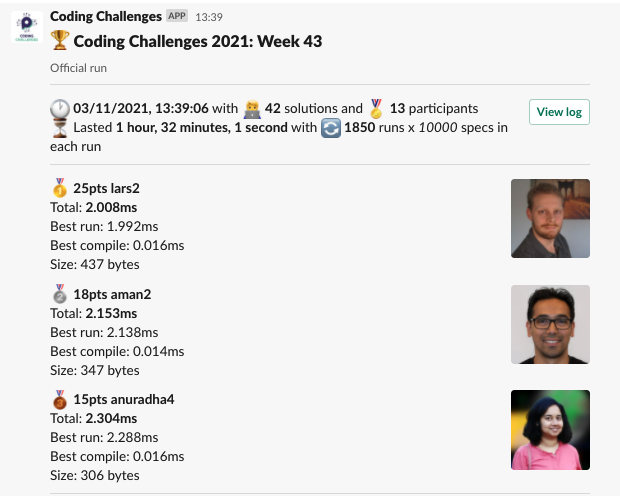 Coding Challenges APP 13:39
CODING
CHALLENGES
Coding Challenges 2021: Week 43
Official run
03/11/2021, 13:39:06 with 42 solutions and 13 participants
View log
Lasted 1 hour, 32 minutes, 1 second with 1850 runs x 10000 specs in
each run
25pts lars2
Total: 2.008ms
Best run: 1.992ms
Best compile: 0.016ms
Size: 437 bytes
18pts aman2
Total: 2.153ms
Best run: 2.138ms
Best compile: 0.014ms
Size: 347 bytes
15pts anuradha4
Total: 2.304ms
Best run: 2.288ms
Best compile: 0.016ms
Size: 306 bytes